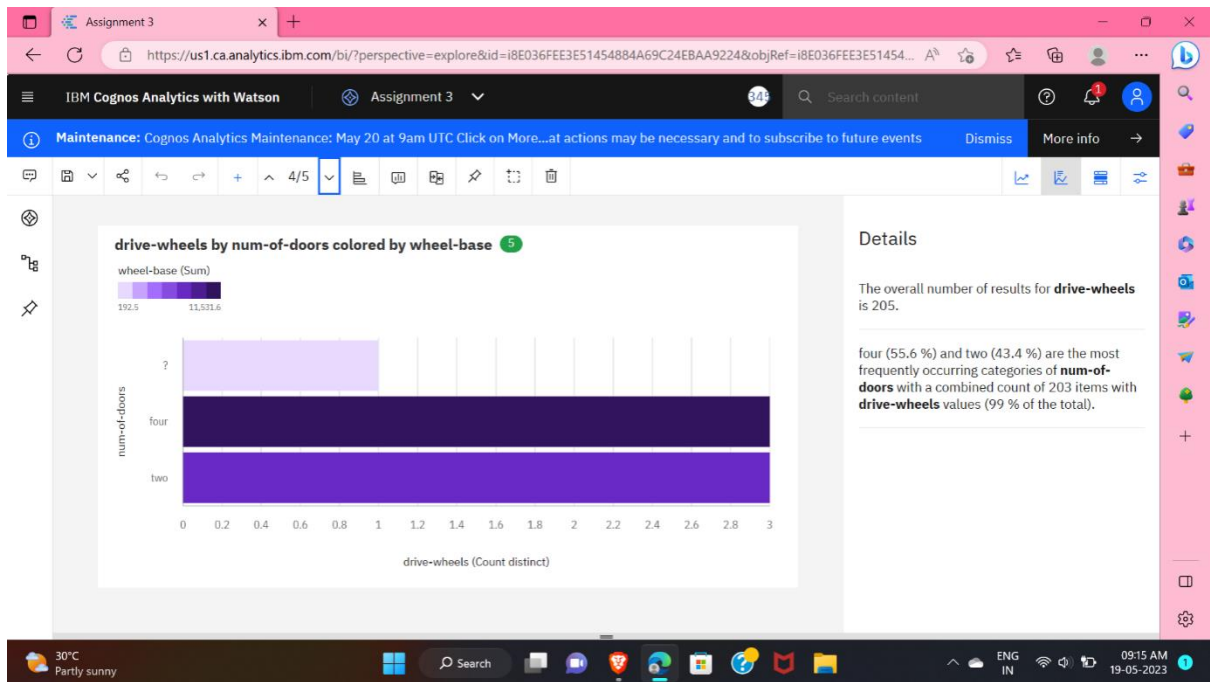 Assignment 3
https://us1.ca.analytics.ibm.com/bi/?perspective=explore&id=i8E036FEE3E51454884A69C24EBAA9224&objRef=i8E036FEE3E51454...
IBM Cognos Analytics with Watson
Assignment 3
345
Search content
1
Maintenance: Cognos Analytics Maintenance: May 20 at 9am UTC Click on More...at actions may be necessary and to subscribe to future events
Dismiss
More info
4/5
drive-wheels by num-of-doors colored by wheel-base 5
wheel-base (Sum)
192.5 11,531.6
num-of-doors
?
four
two
0 0.2 0.4 0.6 0.8 1 1.2 1.4 1.6 1.8 2 2.2 2.4 2.6 2.8 3
drive-wheels (Count distinct)
Details
The overall number of results for drive-wheels
is 205.
four (55.6 %) and two (43.4 %) are the most
frequently occurring categories of num-of-
doors with a combined count of 203 items with
drive-wheels values (99 % of the total).
30°C
Partly sunny
Search
ENG
IN
09:15 AM
19-05-2023
1